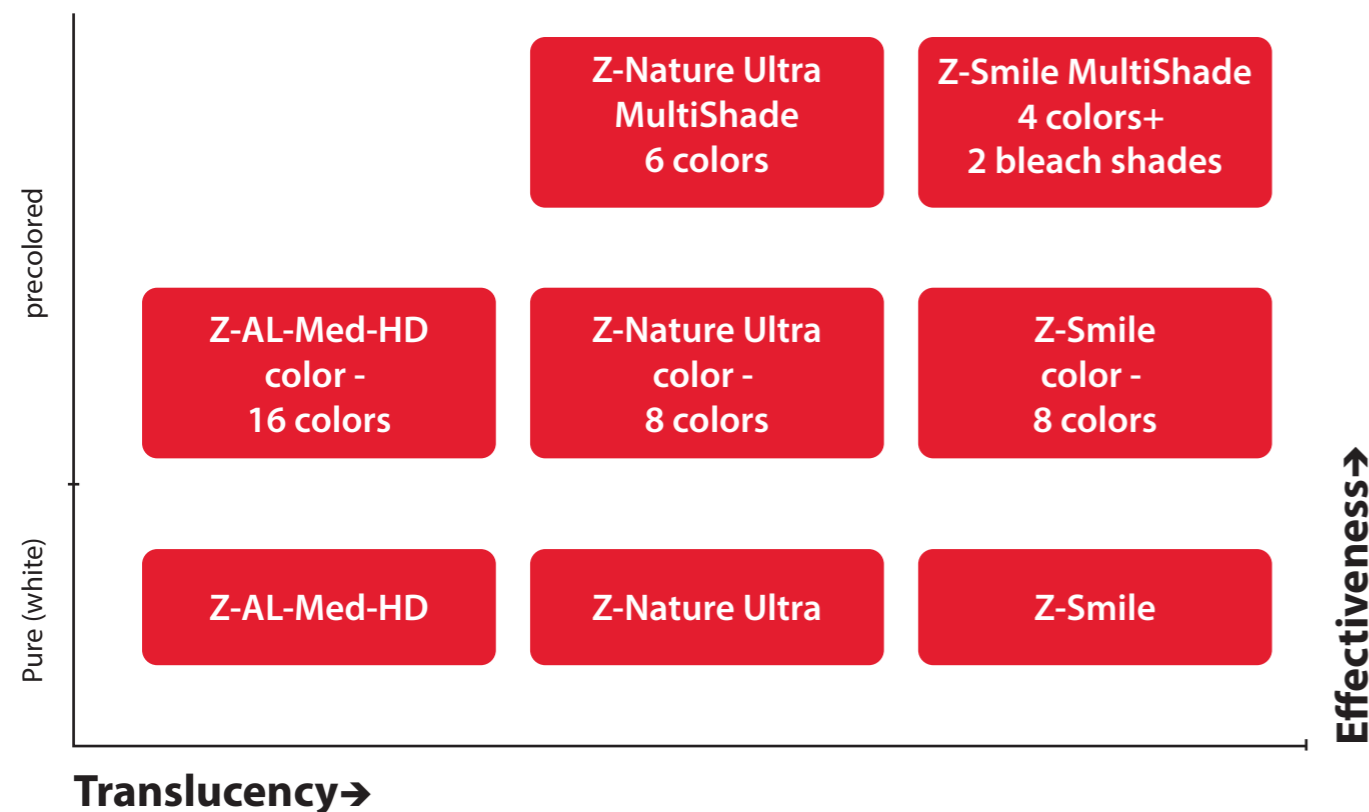 Z-Nature Ultra
MultiShade
6 colors
Z-Smile MultiShade
4 colors+
2 bleach shades
precolored
Z-AL-Med-HD
color -
16 colors
Z-Nature Ultra
color -
8 colors
Z-Smile
color -
8 colors
Pure (white)
Z-AL-Med-HD
Z-Nature Ultra
Z-Smile
Effectiveness→
Translucency→